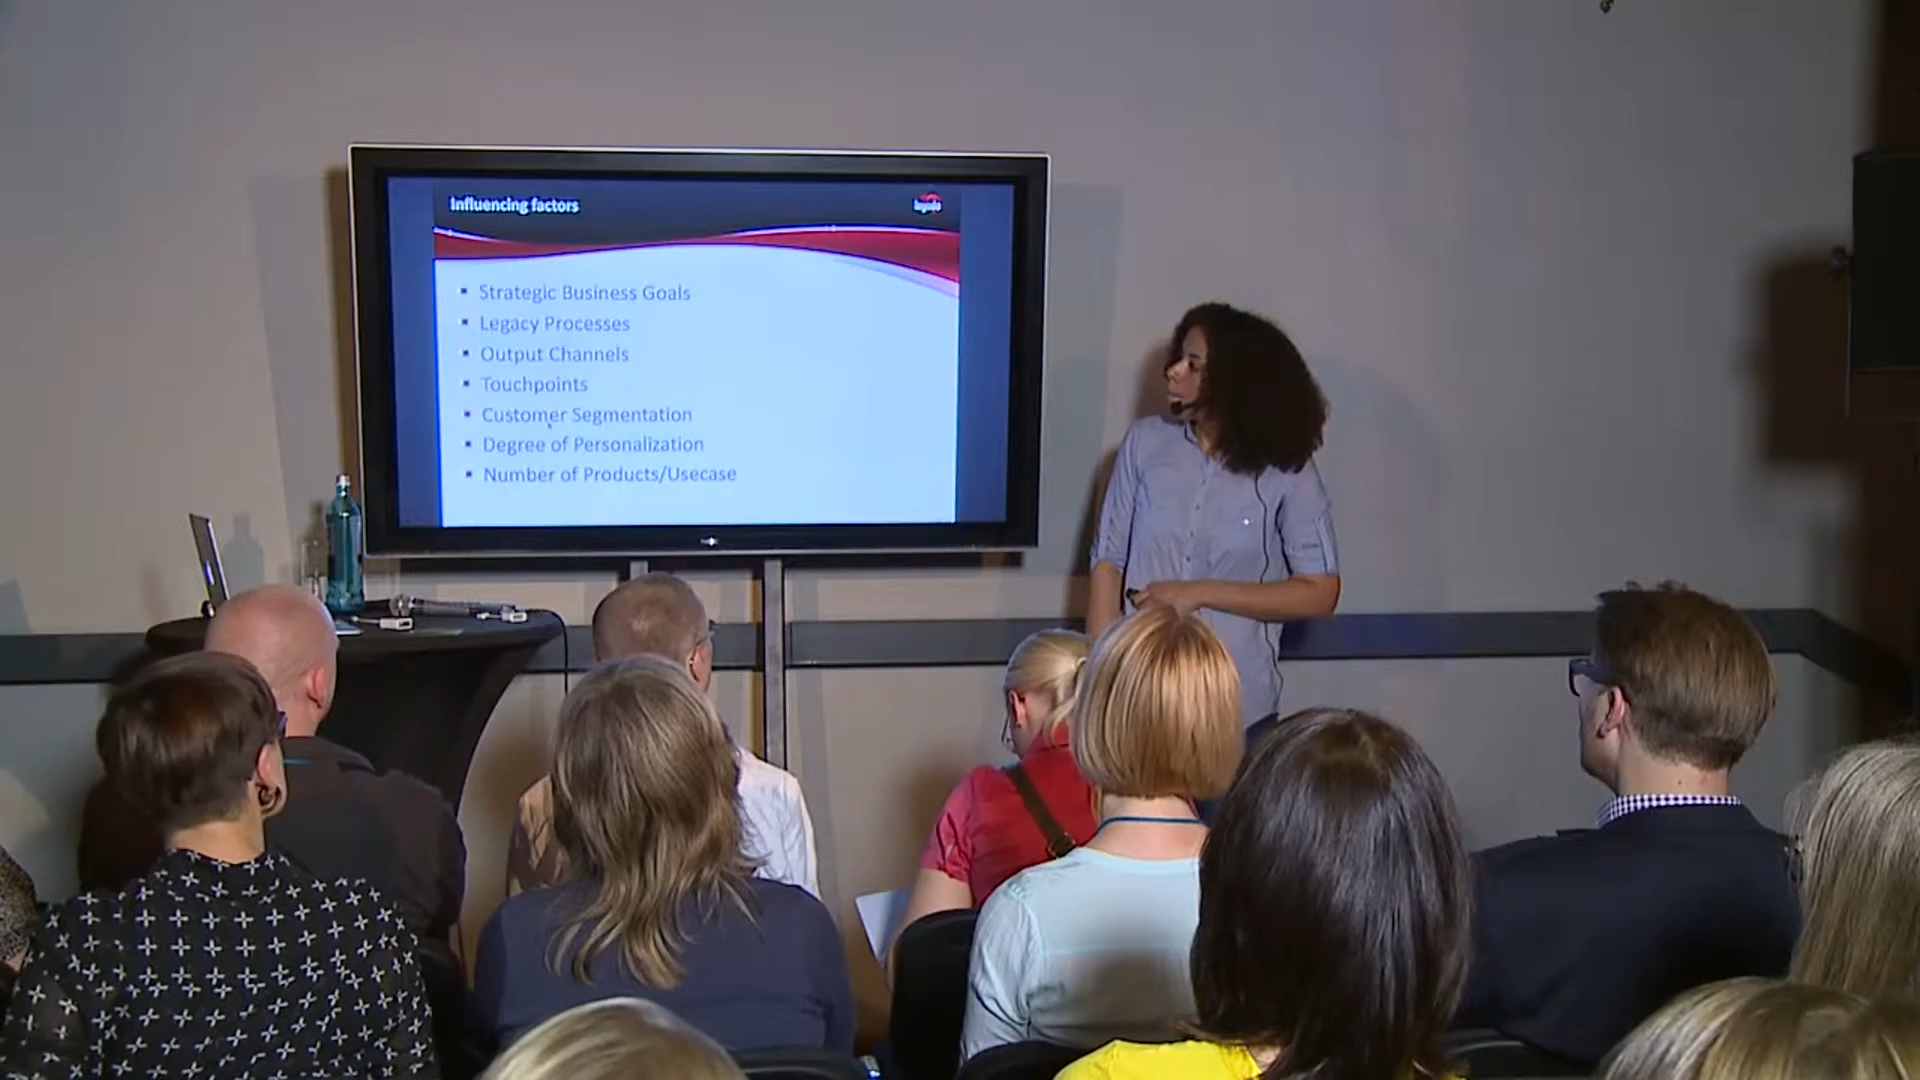 Influencing factors
Strategic Business Goals
Legacy Processes
Output Channels
Touchpoints
Customer Segmentation
Degree of Personalization
Number of Products/Usecase